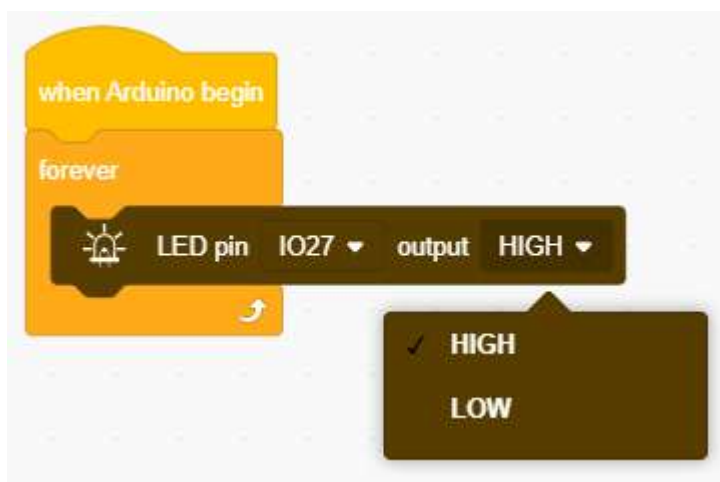 when Arduino begin
forever
LED pin IO27 output HIGH
HIGH
LOW